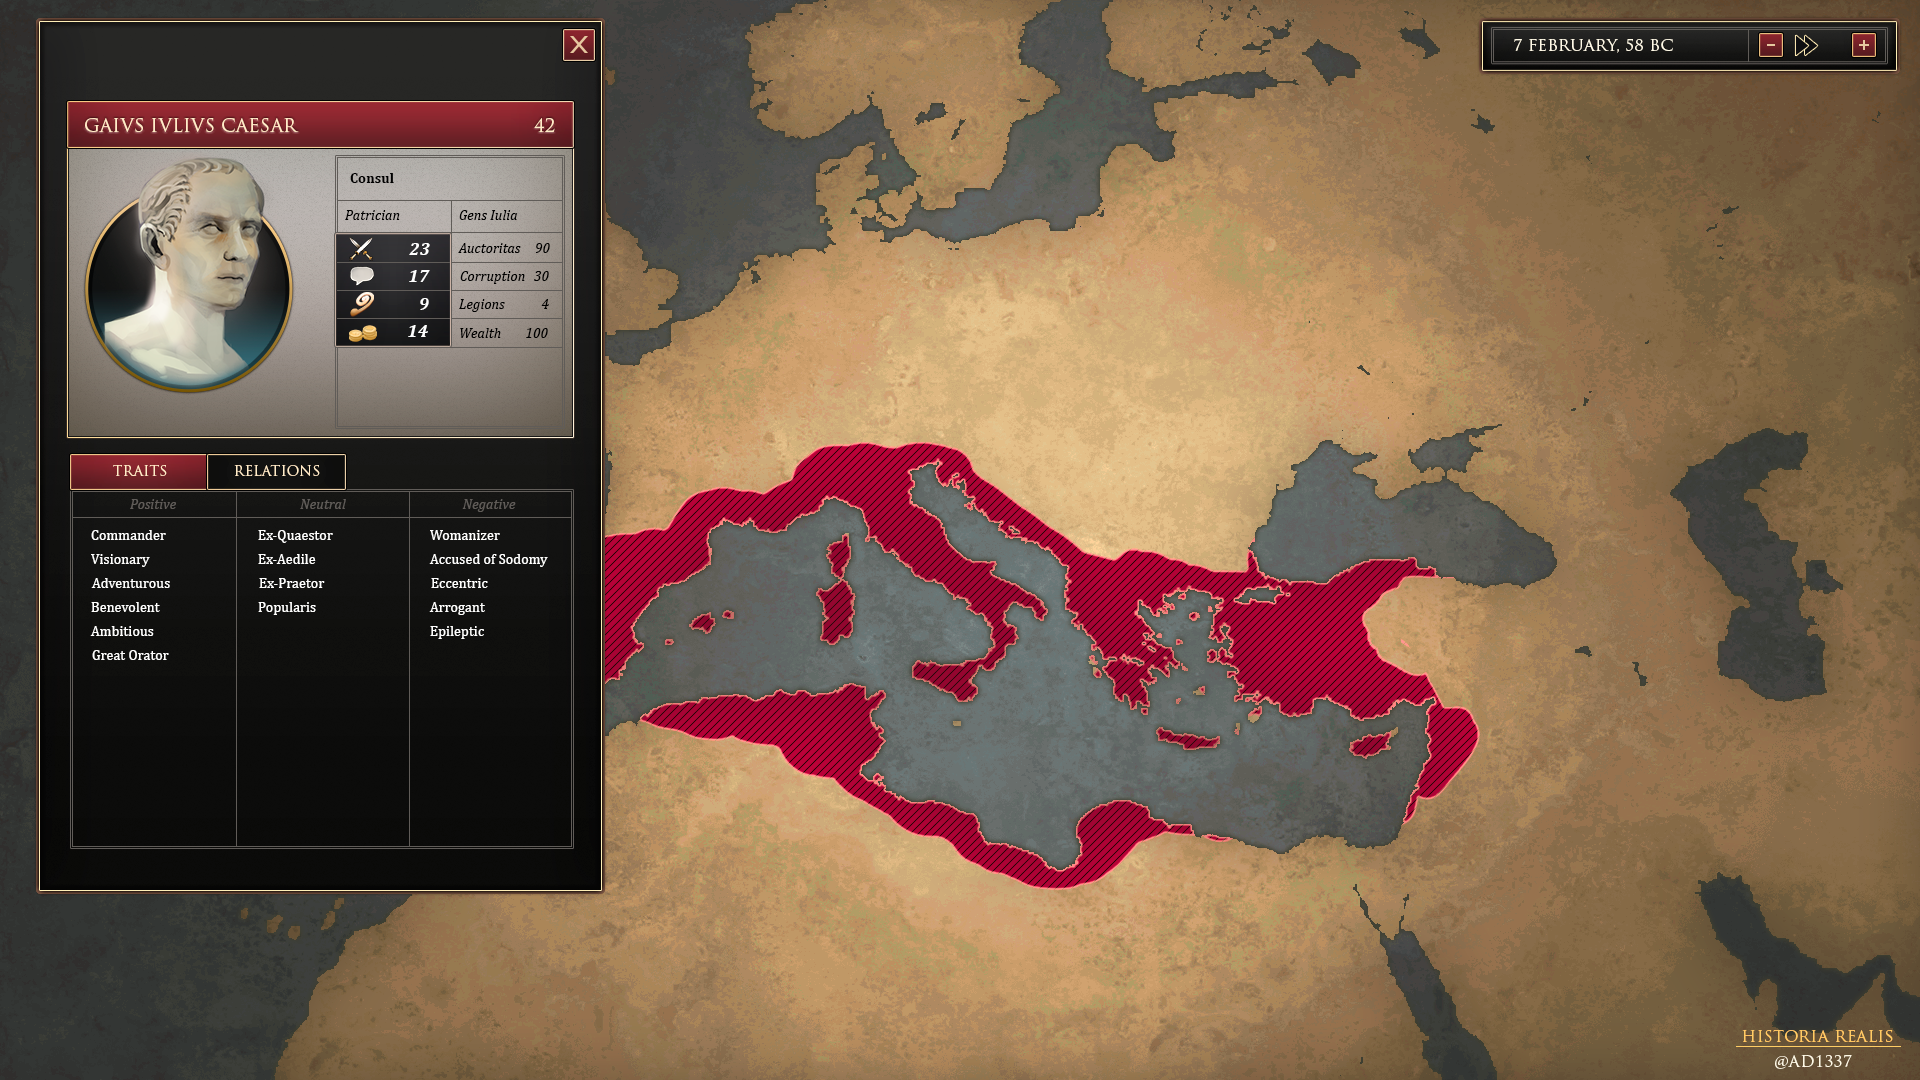 X
7 FEBRUARY, 58 BC
-
+
GAIVS IVLIVS CAESAR 42
Consul
Patrician Gens Iulia
23 Auctoritas 90
17 Corruption 30
9 Legions 4
14 Wealth 100
TRAITS RELATIONS
Positive Neutral Negative
Commander Ex-Quaestor Womanizer
Visionary Ex-Aedile Accused of Sodomy
Adventurous Ex-Praetor Eccentric
Benevolent Popularis Arrogant
Ambitious Epileptic
Great Orator
HISTORIA REALIS
@AD1337